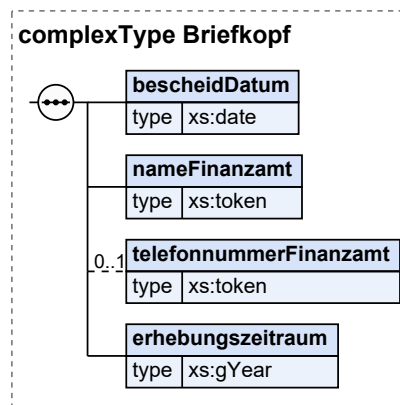 complexType Briefkopf
bescheidDatum
type xs:date
nameFinanzamt
type xs:token
0..1
telefonnummerFinanzamt
type xs:token
erhebungszeitraum
type xs:gYear